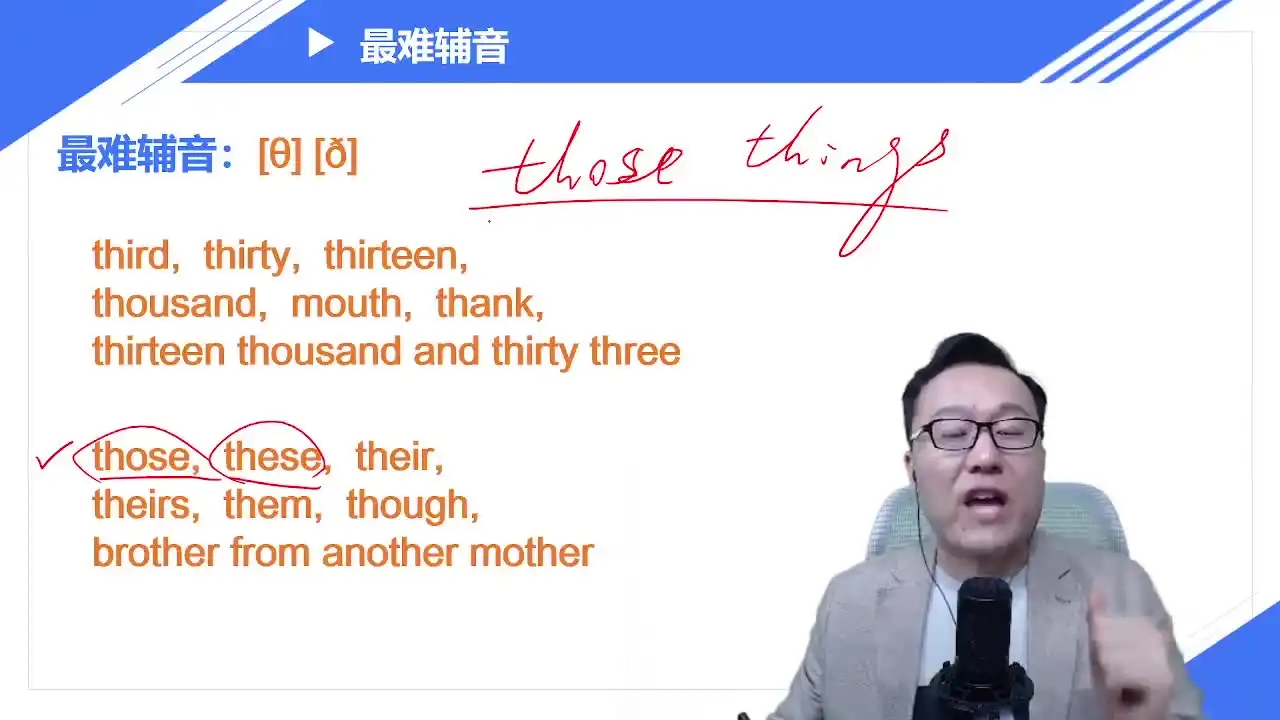 最难辅音
最难辅音：[θ] [ð]
those things
third, thirty, thirteen,
thousand, mouth, thank,
thirteen thousand and thirty three
those, these, their,
theirs, them, though,
brother from another mother